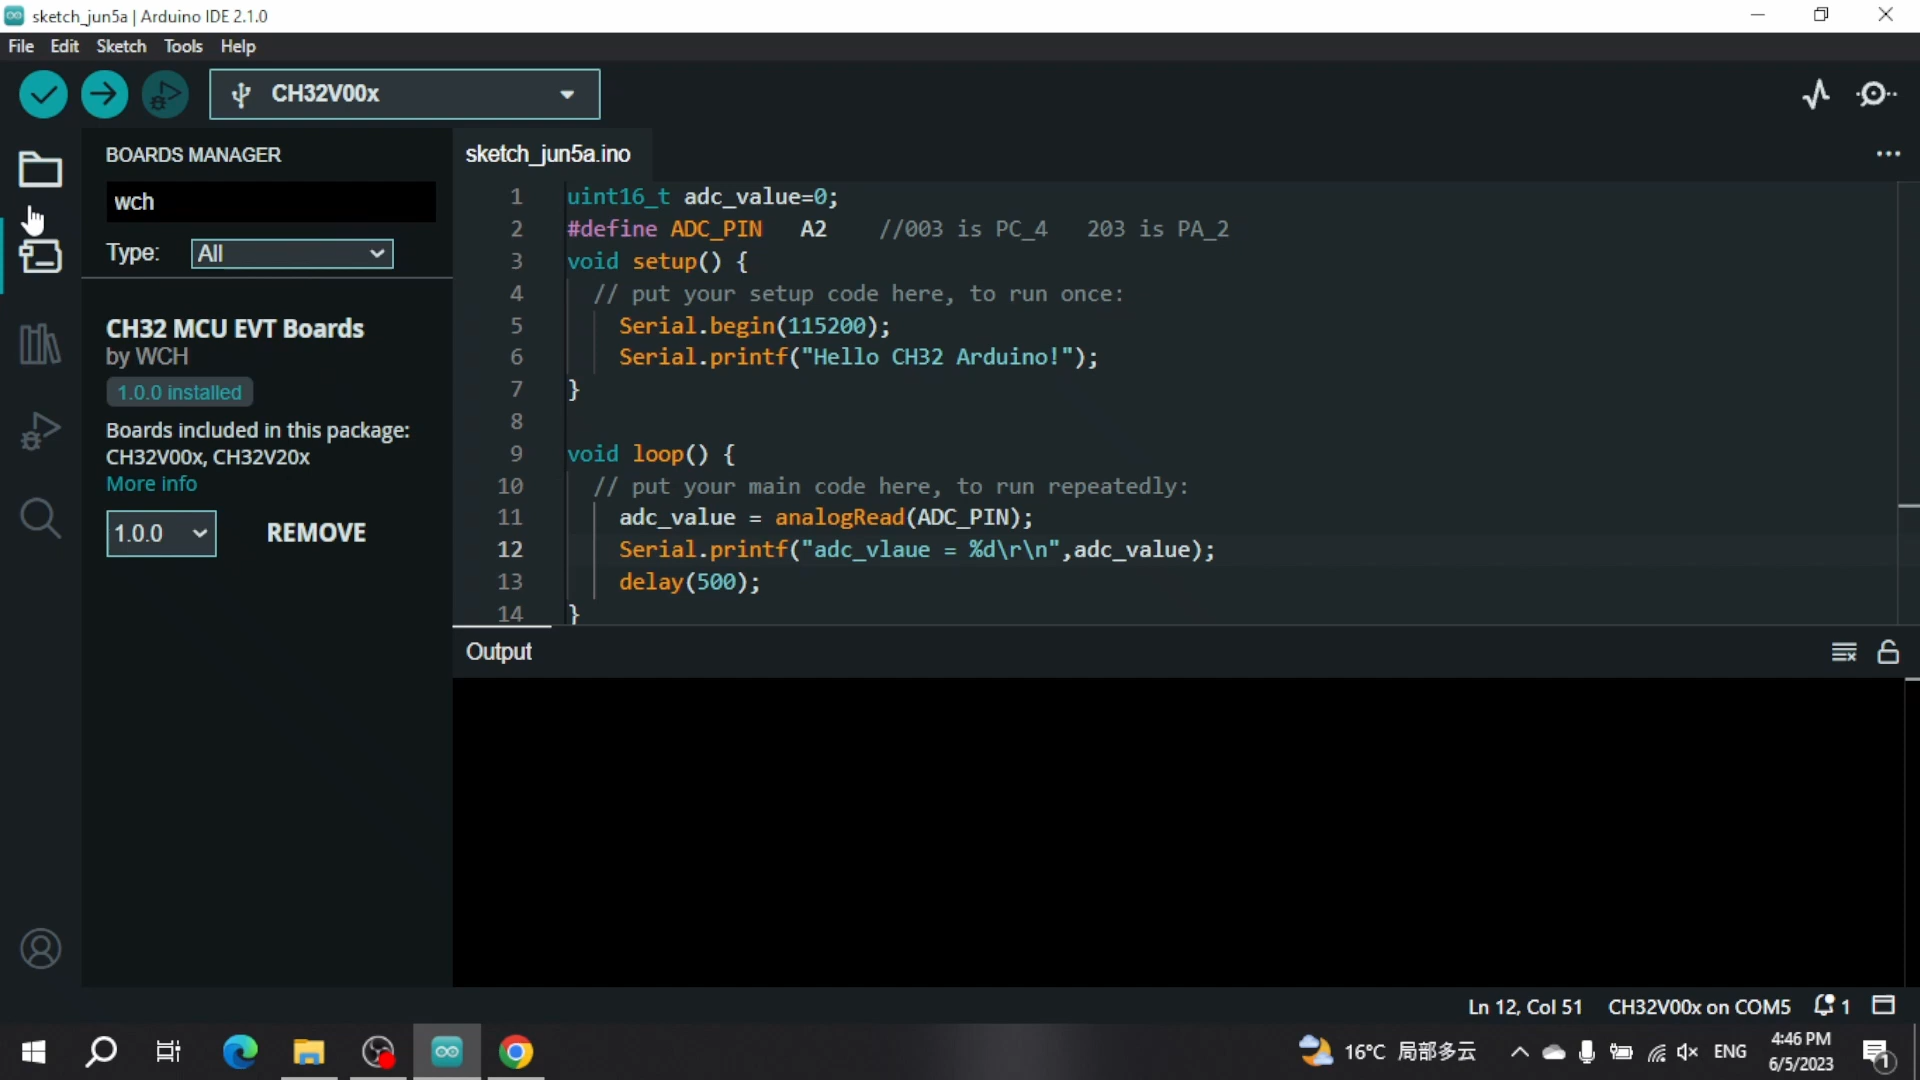 sketch_jun5a | Arduino IDE 2.1.0
File Edit Sketch Tools Help
CH32V00x
BOARDS MANAGER
wch
Type: All
CH32 MCU EVT Boards
by WCH
1.0.0 installed
Boards included in this package:
CH32V00x, CH32V20x
More info
1.0.0 REMOVE
sketch_jun5a.ino
1 uint16_t adc_value=0;
2 #define ADC_PIN A2 //003 is PC_4 203 is PA_2
3 void setup() {
4 // put your setup code here, to run once:
5 Serial.begin(115200);
6 Serial.printf("Hello CH32 Arduino!");
7 }
8
9 void loop() {
10 // put your main code here, to run repeatedly:
11 adc_value = analogRead(ADC_PIN);
12 Serial.printf("adc_vlaue = %d\r\n",adc_value);
13 delay(500);
14 }
Output
Ln 12, Col 51 CH32V00x on COM5 1
16°C 局部多云 ENG 4:46 PM
6/5/2023 1